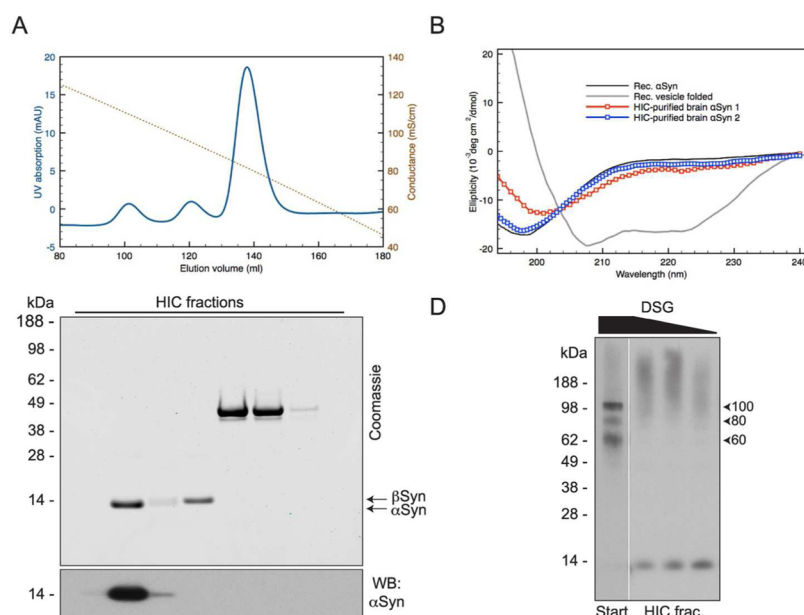 A
UV absorption (mAU)
20
15
10
5
0
-5
140
120
100
80
60
40
Conductance (mS/cm)
80 100 120 140 160 180
Elution volume (ml)
B
Ellipticity (10⁻³deg cm²/dmol)
20
10
0
-10
-20
Rec. αSyn
Rec. vesicle folded
HIC-purified brain αSyn 1
HIC-purified brain αSyn 2
200 210 220 230 240
Wavelength (nm)
HIC fractions
kDa
188 -
98 -
62 -
49 -
38 -
28 -
14 -
Coomassie
βSyn
αSyn
14 -
WB:
αSyn
D
DSG
kDa
188 -
98 -
62 -
49 -
38 -
28 -
14 -
100
80
60
Start HIC frac.